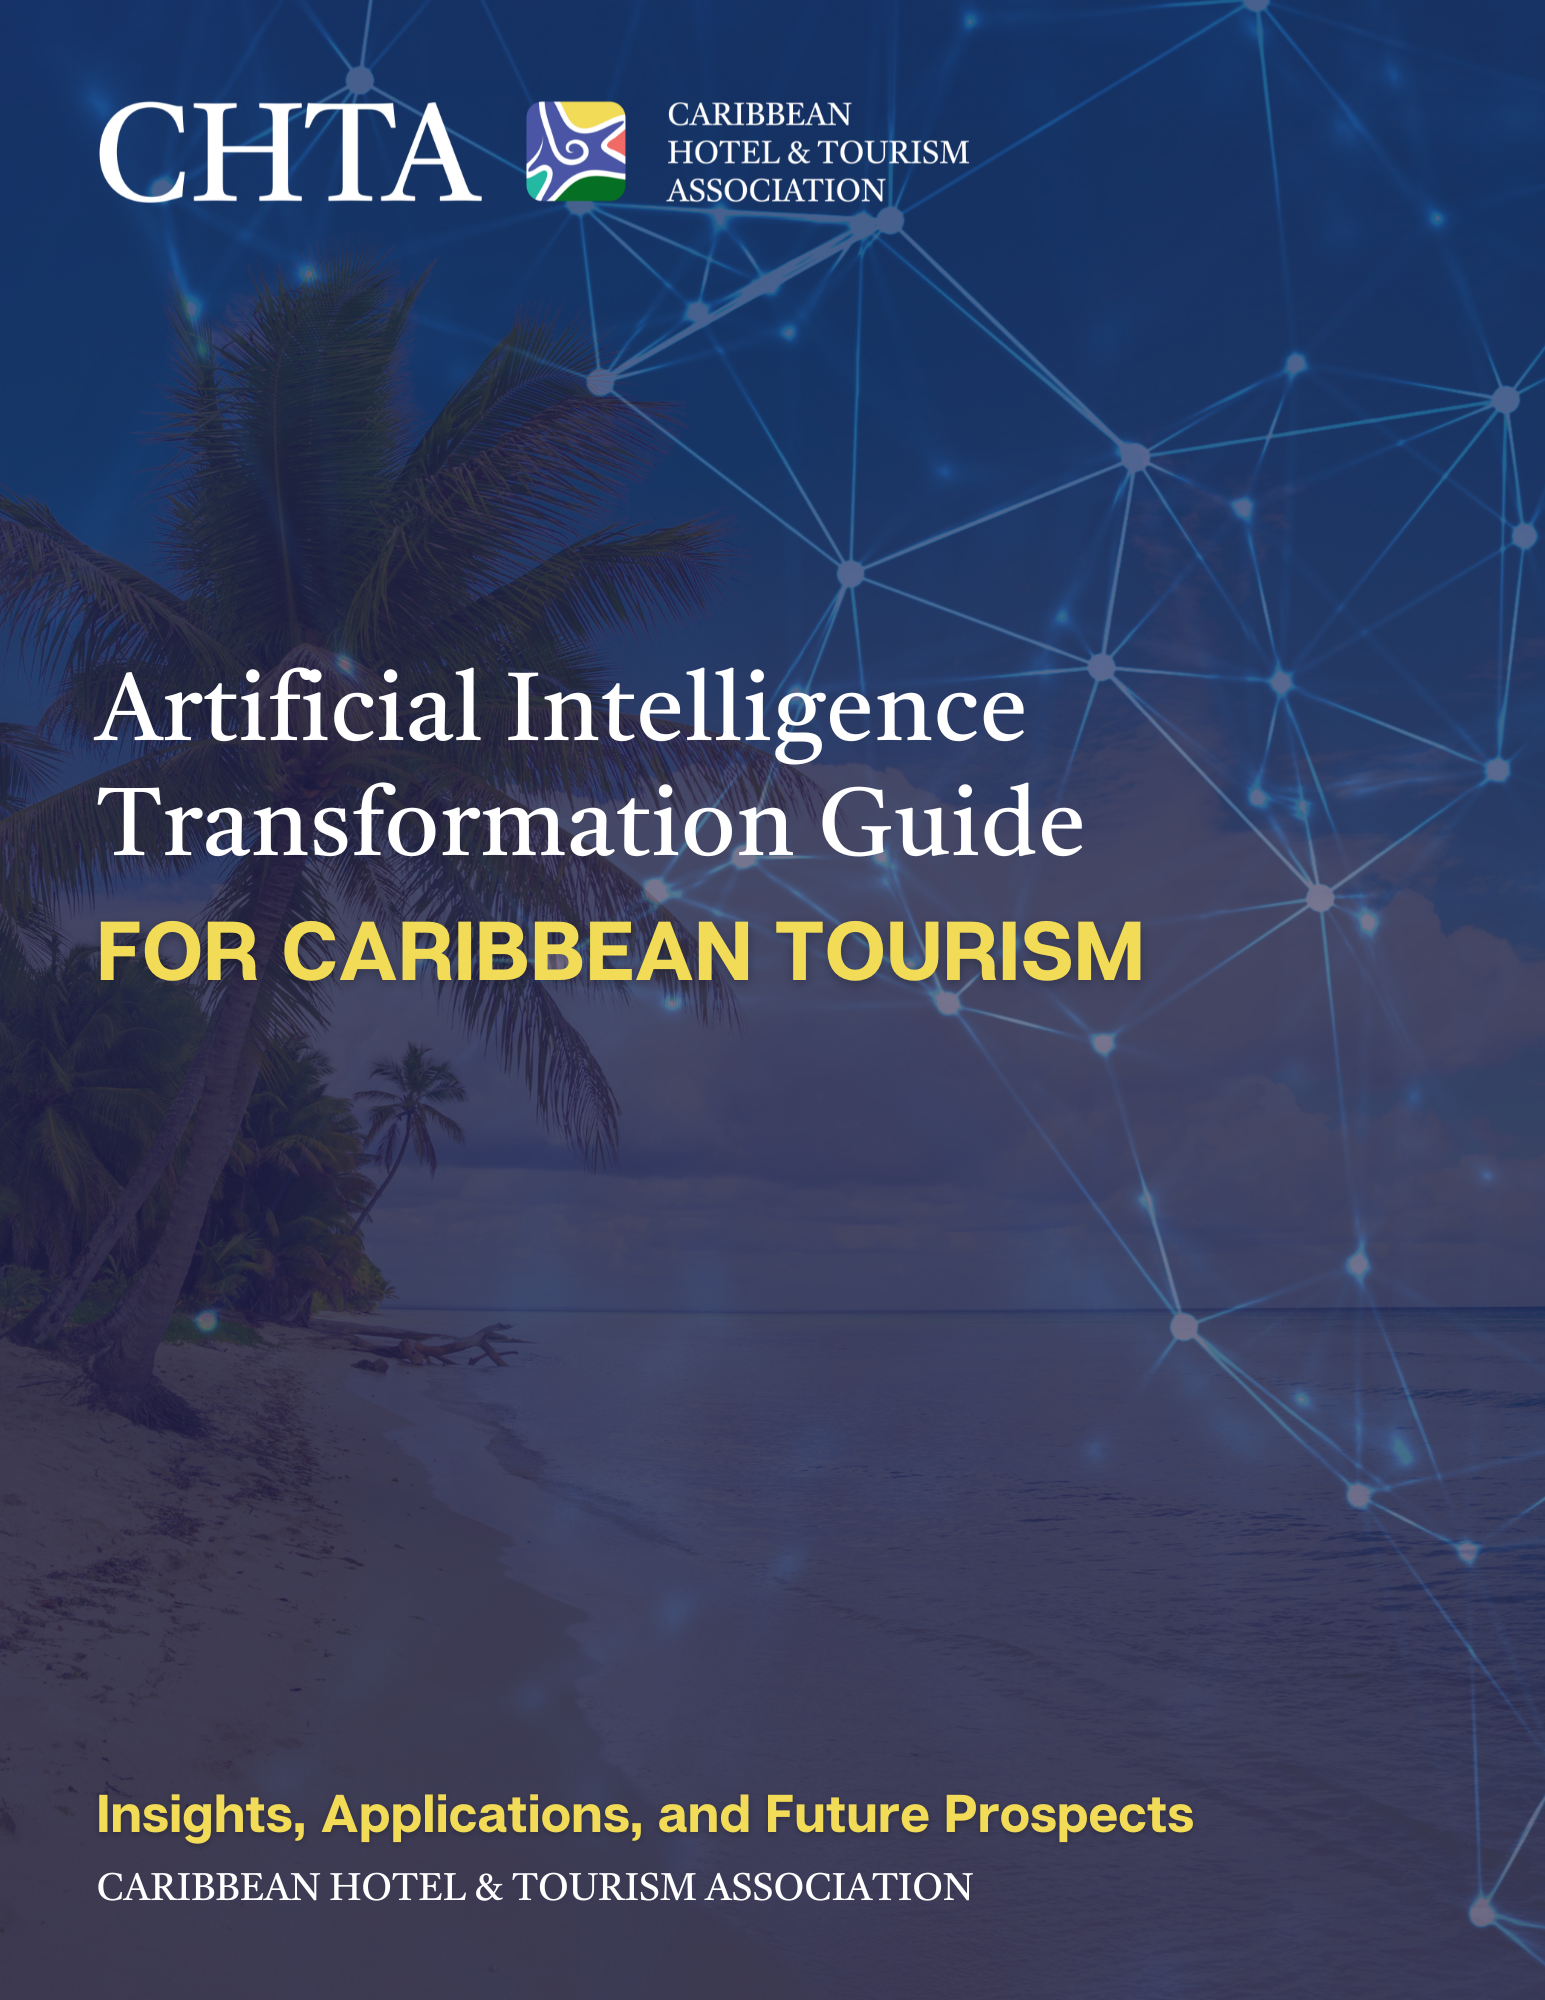 CHTA
CARIBBEAN
HOTEL & TOURISM
ASSOCIATION
Artificial Intelligence
Transformation Guide
FOR CARIBBEAN TOURISM
Insights, Applications, and Future Prospects
CARIBBEAN HOTEL & TOURISM ASSOCIATION